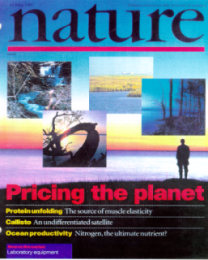 nature
Pricing the planet
Protein unfolding The source of muscle elasticity
Callisto An undifferentiated satellite
Ocean productivity Nitrogen, the ultimate nutrient?
Laboratory equipment